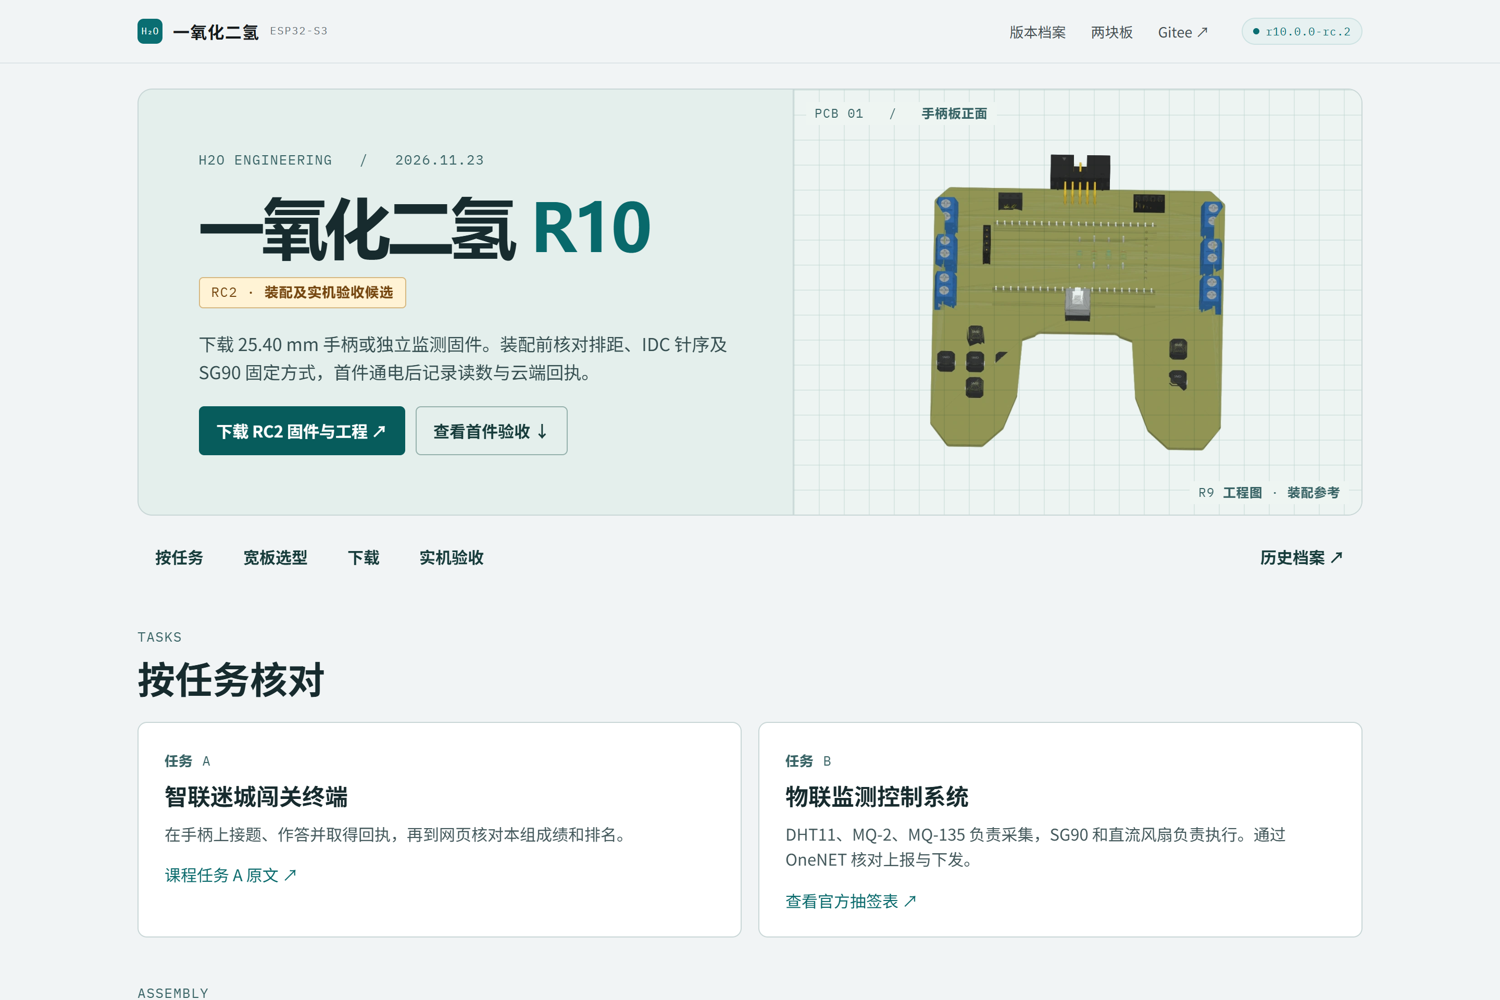 H₂O 一氧化二氢 ESP32-S3
版本档案 两块板 Gitee ↗ r10.0.0-rc.2
H2O ENGINEERING / 2026.11.23
一氧化二氢 R10
RC2 · 装配及实机验收候选
下载 25.40 mm 手柄或独立监测固件。装配前核对排距、IDC 针序及
SG90 固定方式，首件通电后记录读数与云端回执。
下载 RC2 固件与工程 ↗
查看首件验收 ↓
PCB 01 / 手柄板正面
R9 工程图 · 装配参考
按任务 宽板选型 下载 实机验收 历史档案 ↗
TASKS
按任务核对
任务 A
智联迷城闯关终端
在手柄上接题、作答并取得回执，再到网页核对本组成绩和排名。
课程任务 A 原文 ↗
任务 B
物联监测控制系统
DHT11、MQ-2、MQ-135 负责采集，SG90 和直流风扇负责执行。通过
OneNET 核对上报与下发。
查看官方抽签表 ↗
ASSEMBLY